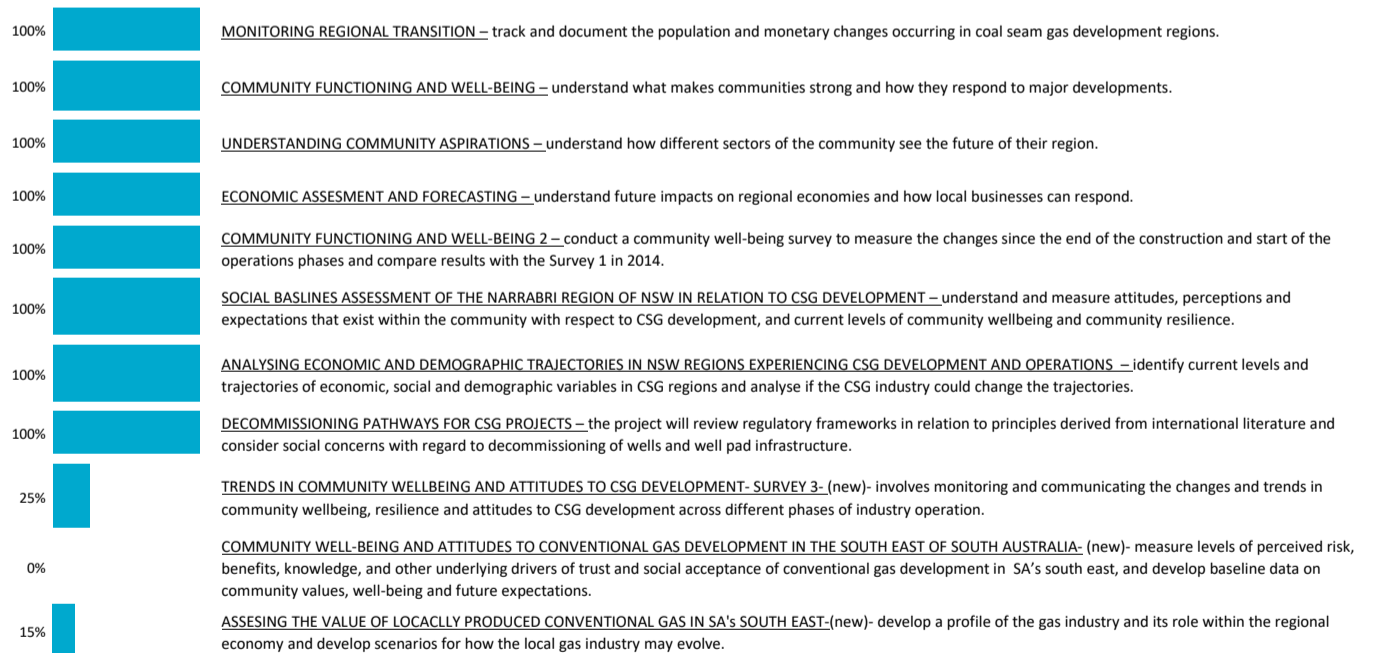 100% MONITORING REGIONAL TRANSITION – track and document the population and monetary changes occurring in coal seam gas development regions.
100% COMMUNITY FUNCTIONING AND WELL-BEING – understand what makes communities strong and how they respond to major developments.
100% UNDERSTANDING COMMUNITY ASPIRATIONS – understand how different sectors of the community see the future of their region.
100% ECONOMIC ASSESMENT AND FORECASTING – understand future impacts on regional economies and how local businesses can respond.
100% COMMUNITY FUNCTIONING AND WELL-BEING 2 – conduct a community well-being survey to measure the changes since the end of the construction and start of the
operations phases and compare results with the Survey 1 in 2014.
100% SOCIAL BASLINES ASSESSMENT OF THE NARRABRI REGION OF NSW IN RELATION TO CSG DEVELOPMENT – understand and measure attitudes, perceptions and
expectations that exist within the community with respect to CSG development, and current levels of community wellbeing and community resilience.
100% ANALYSING ECONOMIC AND DEMOGRAPHIC TRAJECTORIES IN NSW REGIONS EXPERIENCING CSG DEVELOPMENT AND OPERATIONS – identify current levels and
trajectories of economic, social and demographic variables in CSG regions and analyse if the CSG industry could change the trajectories.
100% DECOMMISSIONING PATHWAYS FOR CSG PROJECTS – the project will review regulatory frameworks in relation to principles derived from international literature and
consider social concerns with regard to decommissioning of wells and well pad infrastructure.
25% TRENDS IN COMMUNITY WELLBEING AND ATTITUDES TO CSG DEVELOPMENT- SURVEY 3- (new)- involves monitoring and communicating the changes and trends in
community wellbeing, resilience and attitudes to CSG development across different phases of industry operation.
COMMUNITY WELL-BEING AND ATTITUDES TO CONVENTIONAL GAS DEVELOPMENT IN THE SOUTH EAST OF SOUTH AUSTRALIA- (new)- measure levels of perceived risk,
0% benefits, knowledge, and other underlying drivers of trust and social acceptance of conventional gas development in SA's south east, and develop baseline data on
community values, well-being and future expectations.
15% ASSESING THE VALUE OF LOCACLLY PRODUCED CONVENTIONAL GAS IN SA's SOUTH EAST-(new)- develop a profile of the gas industry and its role within the regional
economy and develop scenarios for how the local gas industry may evolve.